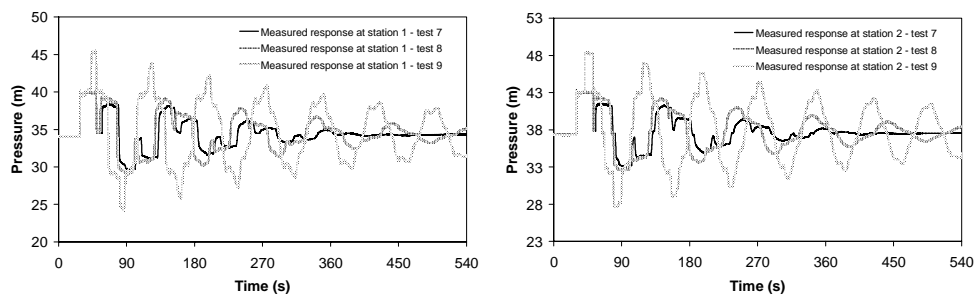 50
45
40
35
30
25
20
0 90 180 270 360 450 540
Time (s)
Pressure (m)
Measured response at station 1 - test 7
Measured response at station 1 - test 8
Measured response at station 1 - test 9
53
48
43
38
33
28
23
0 90 180 270 360 450 540
Time (s)
Pressure (m)
Measured response at station 2 - test 7
Measured response at station 2 - test 8
Measured response at station 2 - test 9